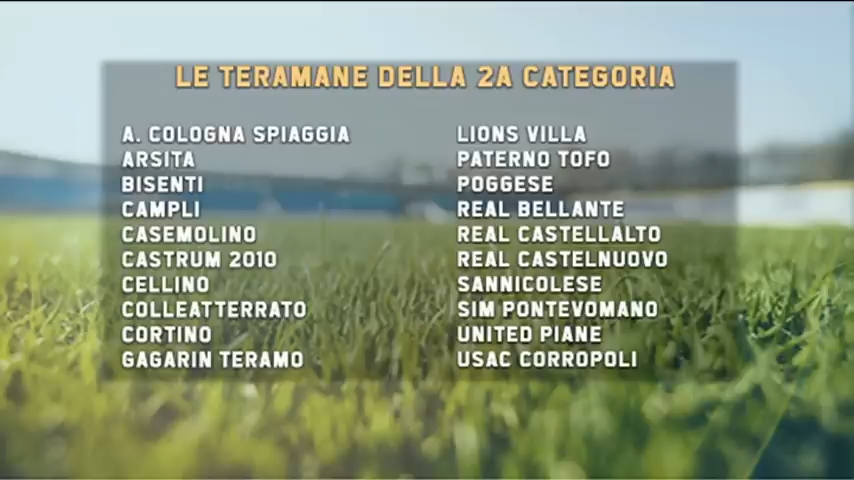 LE TERAMANE DELLA 2A CATEGORIA
A. COLOGNA SPIAGGIA
ARSITA
BISENTI
CAMPLI
CASEMOLINO
CASTRUM 2010
CELLINO
COLLEATTERRATO
CORTINO
GAGARIN TERAMO
LIONS VILLA
PATERNO TOFO
POGGESE
REAL BELLANTE
REAL CASTELLALTO
REAL CASTELNUOVO
SANNICOLESE
SIM PONTEVOMANO
UNITED PIANE
USAC CORROPOLI